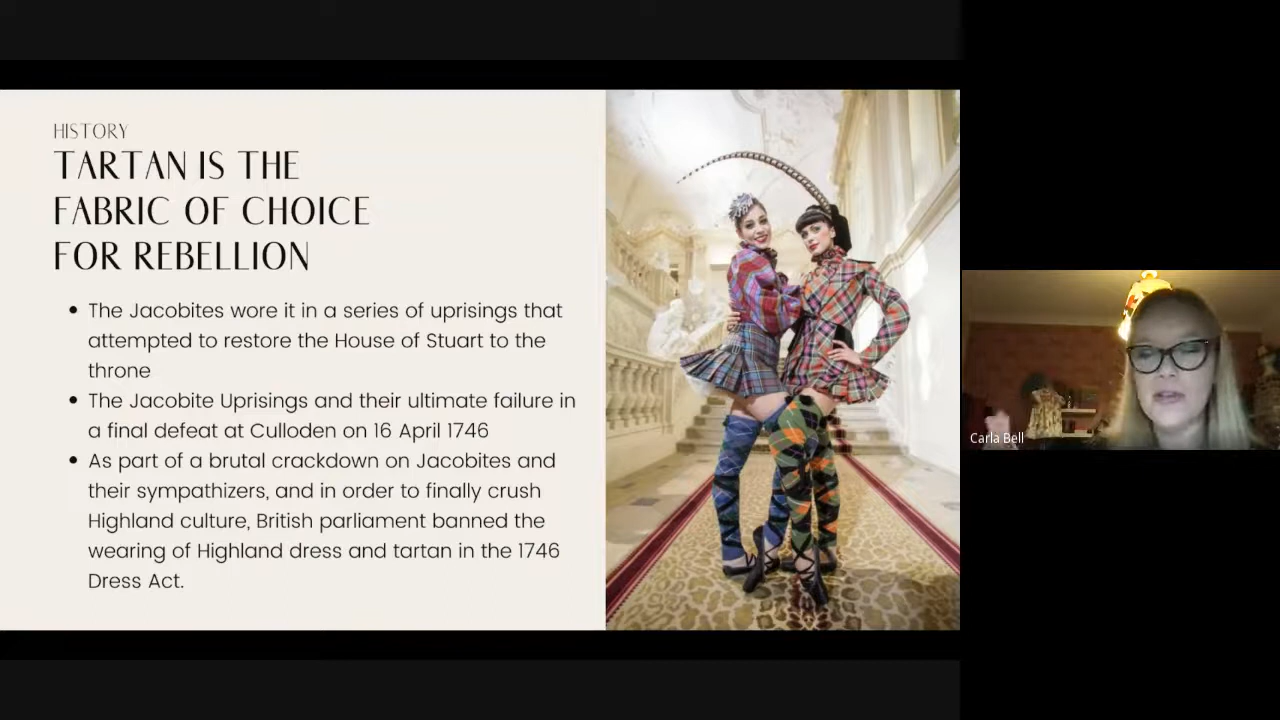 HISTORY
TARTAN IS THE
FABRIC OF CHOICE
FOR REBELLION
• The Jacobites wore it in a series of uprisings that
attempted to restore the House of Stuart to the
throne
• The Jacobite Uprisings and their ultimate failure in
a final defeat at Culloden on 16 April 1746
• As part of a brutal crackdown on Jacobites and
their sympathizers, and in order to finally crush
Highland culture, British parliament banned the
wearing of Highland dress and tartan in the 1746
Dress Act.
Carla Bell